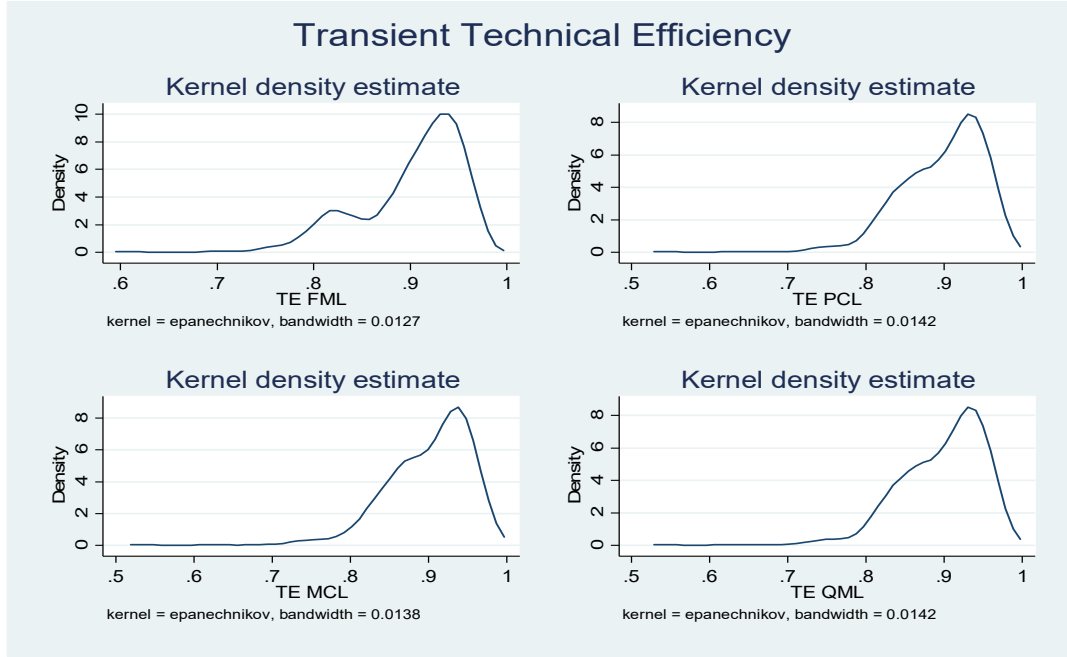 Transient Technical Efficiency
Kernel density estimate
Density
0 2 4 6 8 10
.6 .7 .8 .9 1
TE FML
kernel = epanechnikov, bandwidth = 0.0127
Kernel density estimate
Density
0 2 4 6 8
.5 .6 .7 .8 .9 1
TE PCL
kernel = epanechnikov, bandwidth = 0.0142
Kernel density estimate
Density
0 2 4 6 8
.5 .6 .7 .8 .9 1
TE MCL
kernel = epanechnikov, bandwidth = 0.0138
Kernel density estimate
Density
0 2 4 6 8
.5 .6 .7 .8 .9 1
TE QML
kernel = epanechnikov, bandwidth = 0.0142